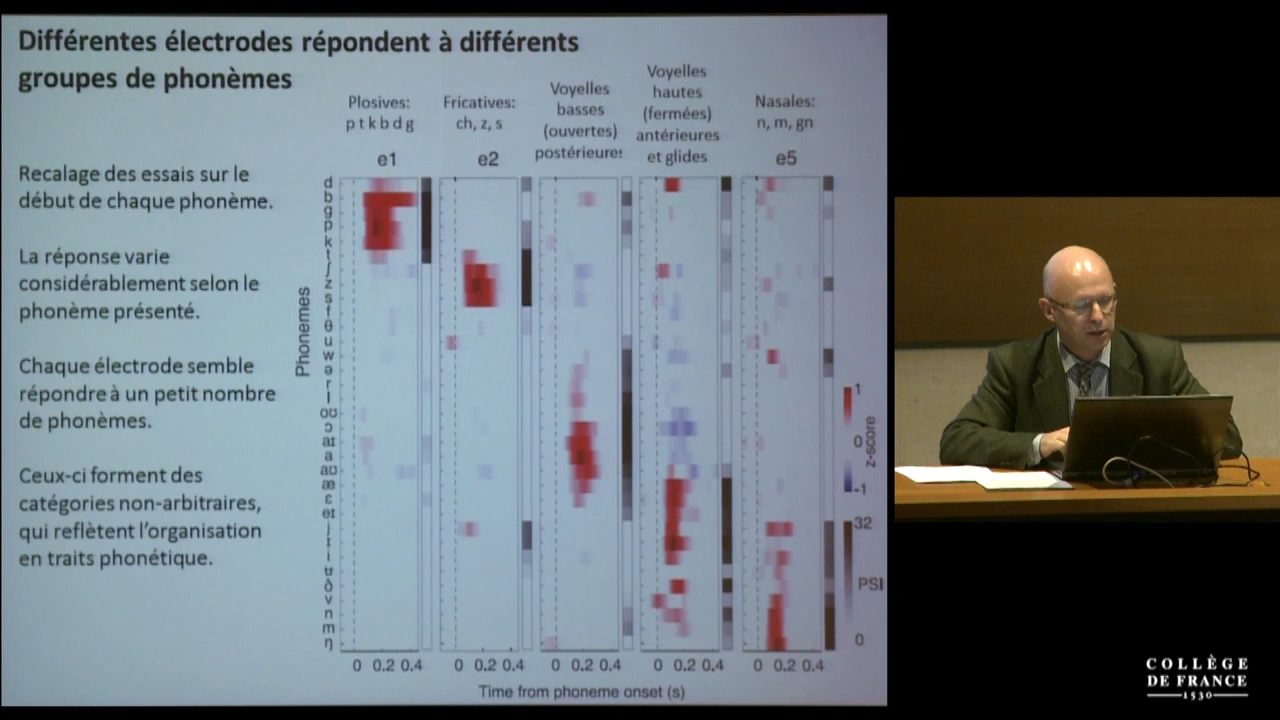 Différentes électrodes répondent à différents
groupes de phonèmes
Recalage des essais sur le
début de chaque phonème.
La réponse varie
considérablement selon le
phonème présenté.
Chaque électrode semble
répondre à un petit nombre
de phonèmes.
Ceux-ci forment des
catégories non-arbitraires,
qui reflètent l'organisation
en traits phonétique.
Plosives:
p t k b d g
e1
Fricatives:
ch, z, s
e2
Voyelles
basses
(ouvertes)
postérieures
Voyelles
hautes
(fermées)
antérieures
et glides
Nasales:
n, m, gn
e5
Phonemes
d
b
g
p
k
t
ʃ
z
s
f
θ
u
w
ə
r
l
oʊ
ɔ
aɪ
a
aʊ
æ
ɛ
eɪ
j
ɪ
i
ʉ
ð
v
n
m
ŋ
0 0.2 0.4
0 0.2 0.4
0 0.2 0.4
0 0.2 0.4
0 0.2 0.4
Time from phoneme onset (s)
1
0
-1
z-score
32
PSI
0
COLLÈGE
DE FRANCE
1530